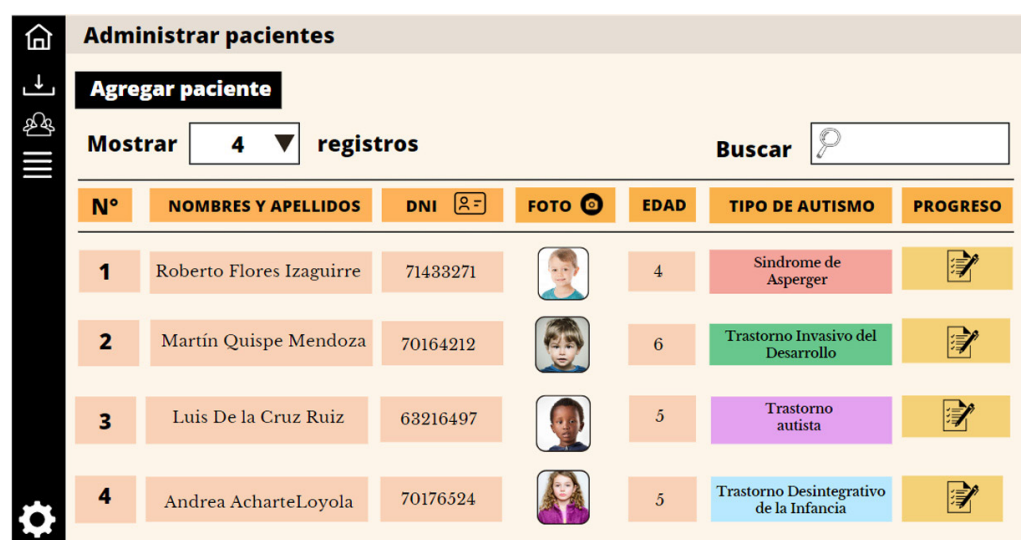 Administrar pacientes
Agregar paciente
Mostrar 4 registros
Buscar
N° NOMBRES Y APELLIDOS DNI FOTO EDAD TIPO DE AUTISMO PROGRESO
1 Roberto Flores Izaguirre 71433271 4 Sindrome de
Asperger
2 Martín Quispe Mendoza 70164212 6 Trastorno Invasivo del
Desarrollo
3 Luis De la Cruz Ruiz 63216497 5 Trastorno
autista
4 Andrea AcharteLoyola 70176524 5 Trastorno Desintegrativo
de la Infancia